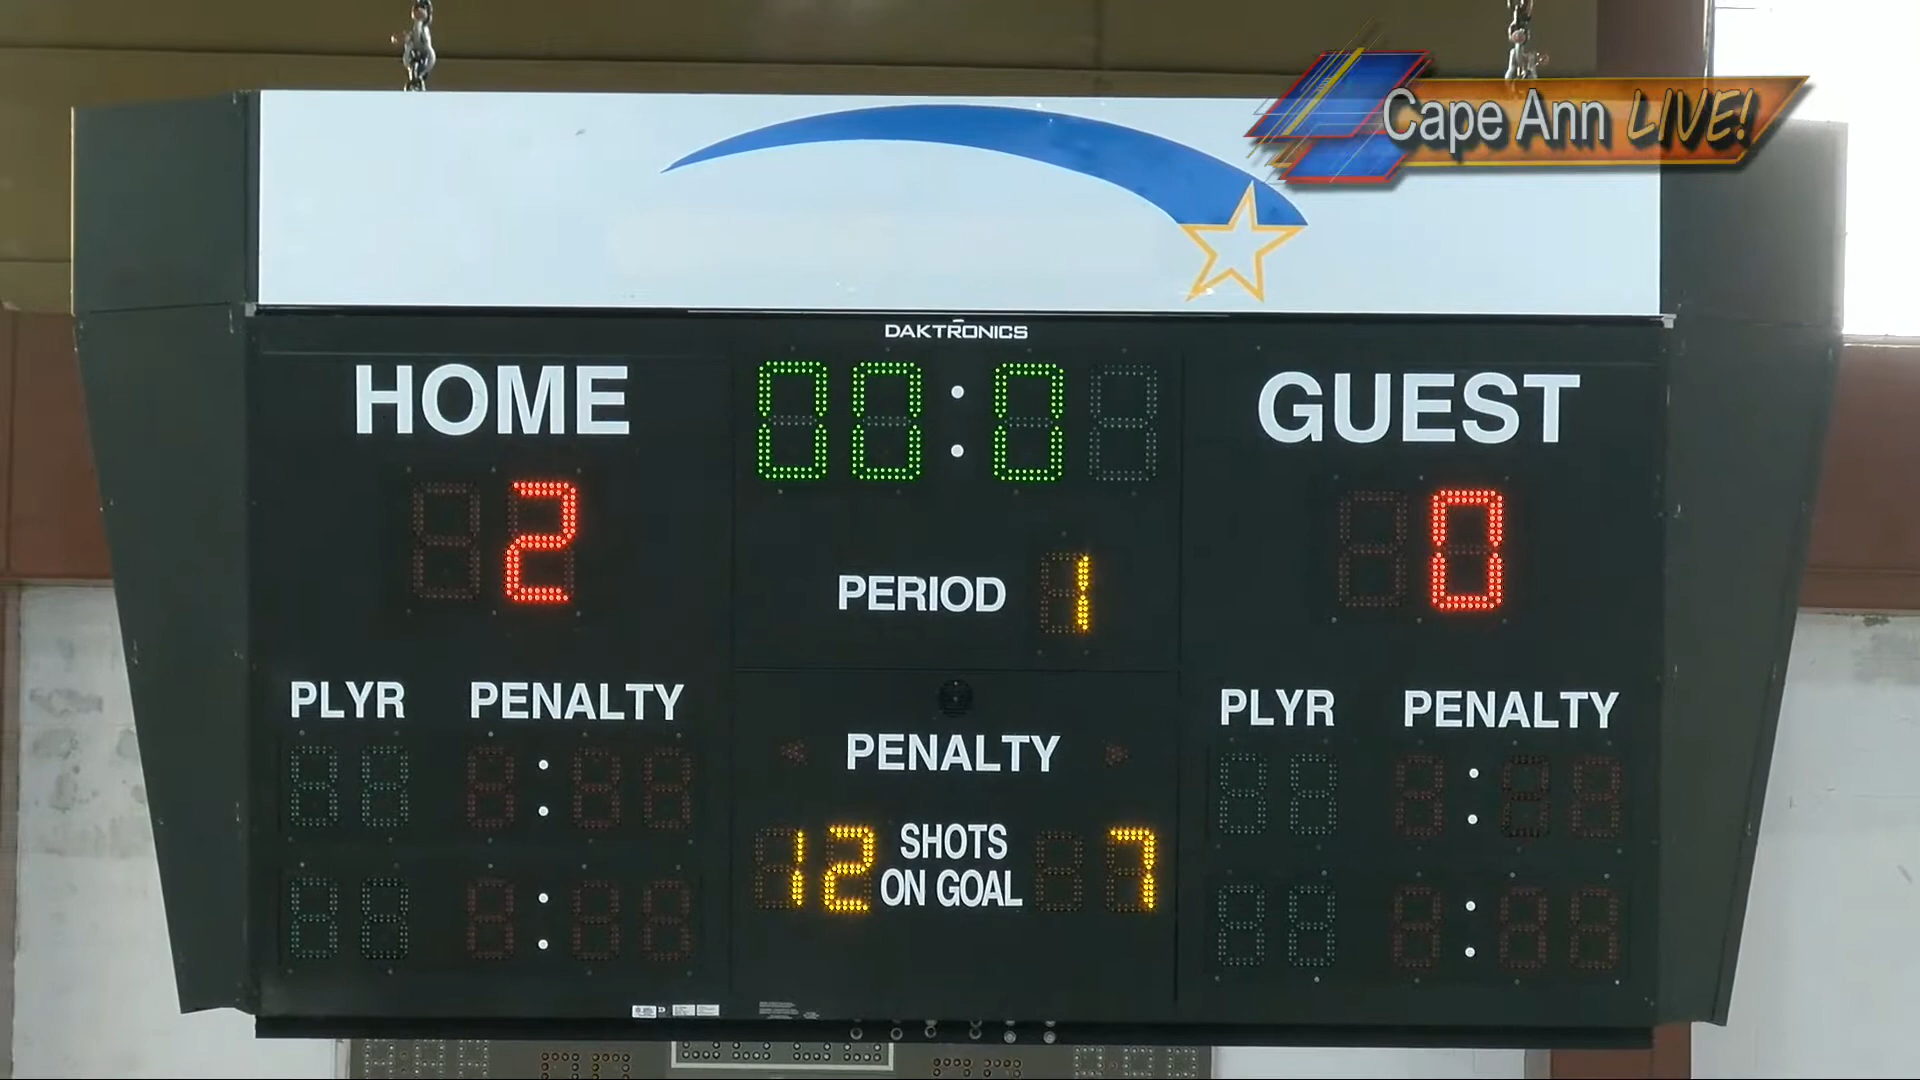 Cape Ann LIVE!
DAKTRONICS
HOME
00:0
GUEST
2
0
PERIOD 1
PLYR PENALTY
PLYR PENALTY
PENALTY
12 SHOTS ON GOAL 7